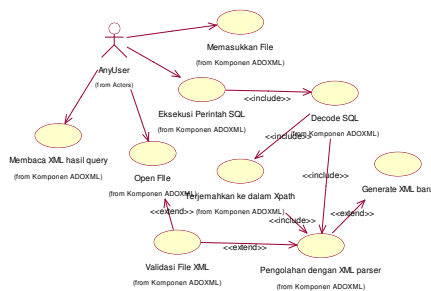 Memasukkan File
(from Komponen ADOXML)
AnyUser
(from Actors)
Eksekusi Perintah SQL
(from Komponen ADOXML)
<<include>>
Decode SQL
(from Komponen ADOXML)
<<include>>
Membaca XML hasil query
(from Komponen ADOXML)
Open File
(from Komponen ADOXML)
<<include>>
Terjemahkan ke dalam Xpath
(from Komponen ADOXML)
Generate XML baru
<<extend>>
<<include>>
<<extend>>
Validasi File XML
(from Komponen ADOXML)
<<extend>>
Pengolahan dengan XML parser
(from Komponen ADOXML)